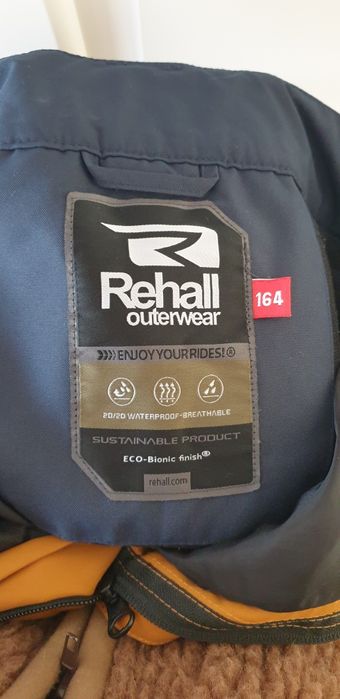 Rehall
outerwear
164
ENJOY YOUR RIDES!®
20/20 WATERPROOF-BREATHABLE
SUSTAINABLE PRODUCT
ECO-Bionic finish®
rehall.com